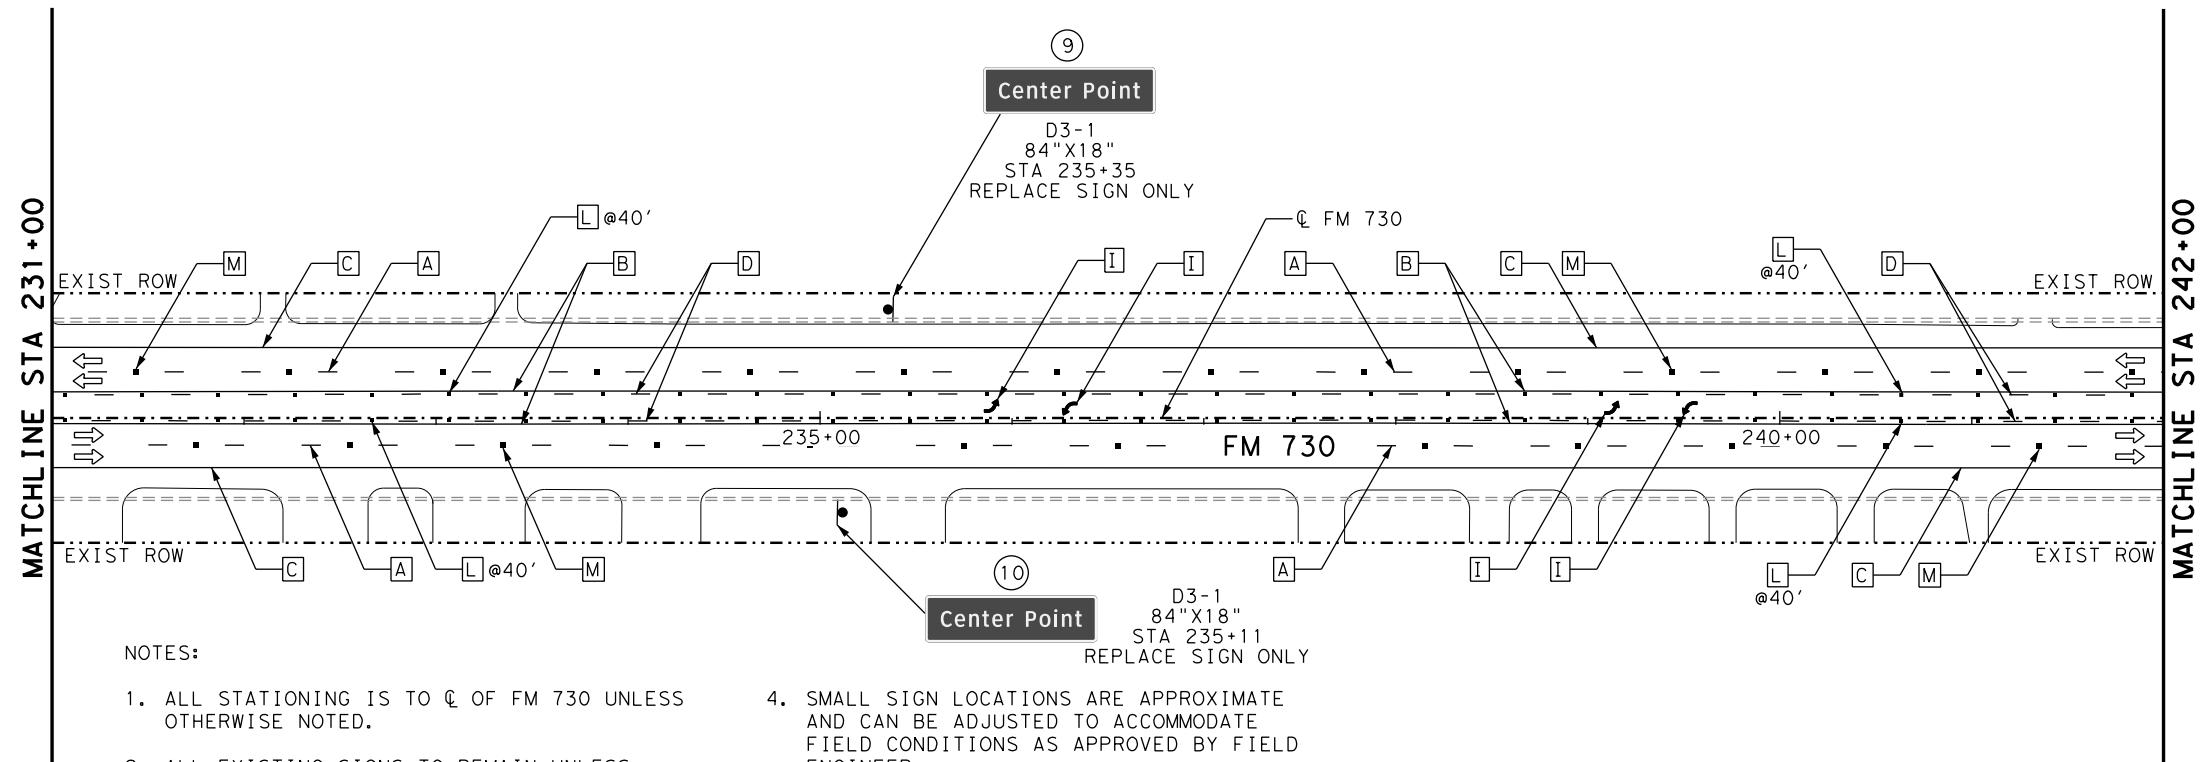 9
Center Point
D3-1
84"X18"
STA 235+35
REPLACE SIGN ONLY
L @40'
℄ FM 730
M
C
A
B
D
I
I
A
B
C
M
L
@40'
D
MATCHLINE STA 231+00
MATCHLINE STA 242+00
EXIST ROW
EXIST ROW
235+00
FM 730
240+00
EXIST ROW
EXIST ROW
C
A
L @40'
M
10
Center Point
D3-1
84"X18"
STA 235+11
REPLACE SIGN ONLY
A
I
I
L
@40'
C
M
NOTES:
1. ALL STATIONING IS TO ℄ OF FM 730 UNLESS
OTHERWISE NOTED.
4. SMALL SIGN LOCATIONS ARE APPROXIMATE
AND CAN BE ADJUSTED TO ACCOMMODATE
FIELD CONDITIONS AS APPROVED BY FIELD